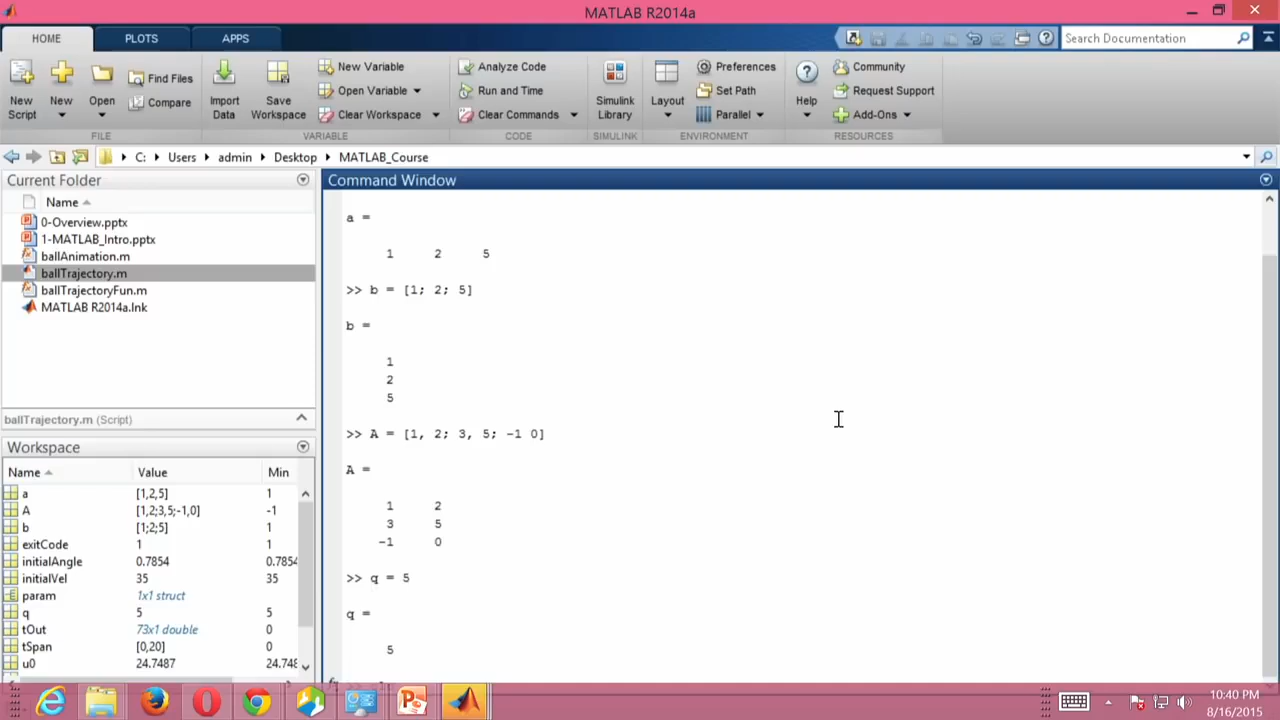 MATLAB R2014a
HOME PLOTS APPS Search Documentation
New Script New Open Find Files Compare Import Data Save Workspace New Variable Open Variable Clear Workspace Analyze Code Run and Time Clear Commands Simulink Library Layout Preferences Set Path Parallel Help Community Request Support Add-Ons
FILE VARIABLE CODE SIMULINK ENVIRONMENT RESOURCES
C: Users admin Desktop MATLAB_Course
Current Folder
Name
0-Overview.pptx
1-MATLAB_Intro.pptx
ballAnimation.m
ballTrajectory.m
ballTrajectoryFun.m
MATLAB R2014a.lnk
ballTrajectory.m (Script)
Workspace
Name Value Min
a [1,2,5] 1
A [1,2;3,5;-1,0] -1
b [1;2;5] 1
exitCode 1 1
initialAngle 0.7854 0.7854
initialVel 35 35
param 1x1 struct
q 5 5
tOut 73x1 double 0
tSpan [0,20] 0
u0 24.7487 24.748
Command Window
a =
1 2 5
>> b = [1; 2; 5]
b =
1
2
5
>> A = [1, 2; 3, 5; -1 0]
A =
1 2
3 5
-1 0
>> q = 5
q =
5
10:40 PM
8/16/2015